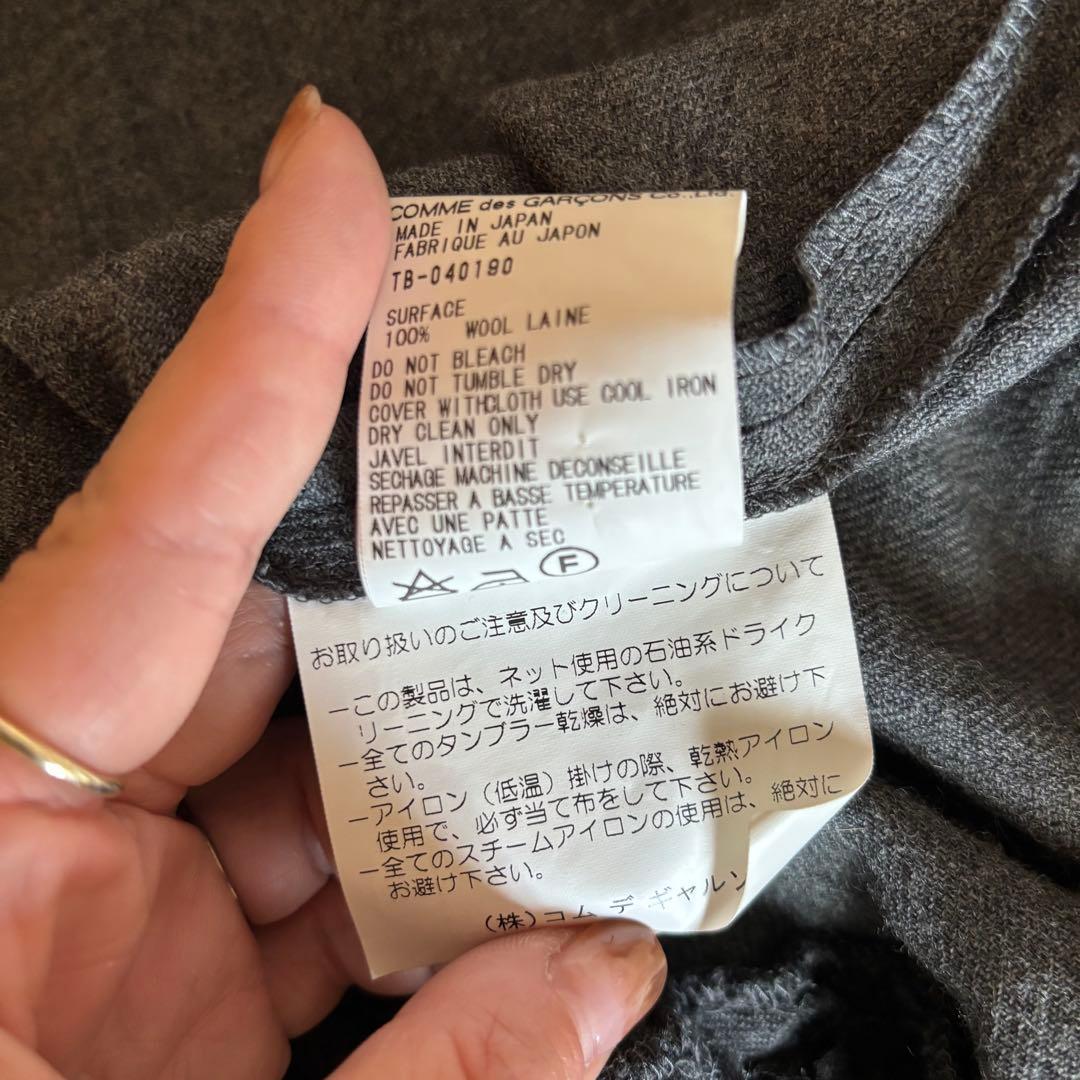 COMME des GARÇONS Co.,Ltd.
MADE IN JAPAN
FABRIQUE AU JAPON
TB-040190
SURFACE
100% WOOL LAINE
DO NOT BLEACH
DO NOT TUMBLE DRY
COVER WITHCLOTH USE COOL IRON
DRY CLEAN ONLY
JAVEL INTERDIT
SECHAGE MACHINE DECONSEILLE
REPASSER A BASSE TEMPERATURE
AVEC UNE PATTE
NETTOYAGE A SEC
F
お取り扱いのご注意及びクリーニングについて
ーこの製品は、ネット使用の石油系ドライク
リーニングで洗濯して下さい。
ー全てのタンブラー乾燥は、絶対にお避け下
さい。
ーアイロン（低温）掛けの際、乾熱アイロン
使用で、必ず当て布をして下さい。
ー全てのスチームアイロンの使用は、絶対に
お避け下さい。
（株）コム デ ギャルソン